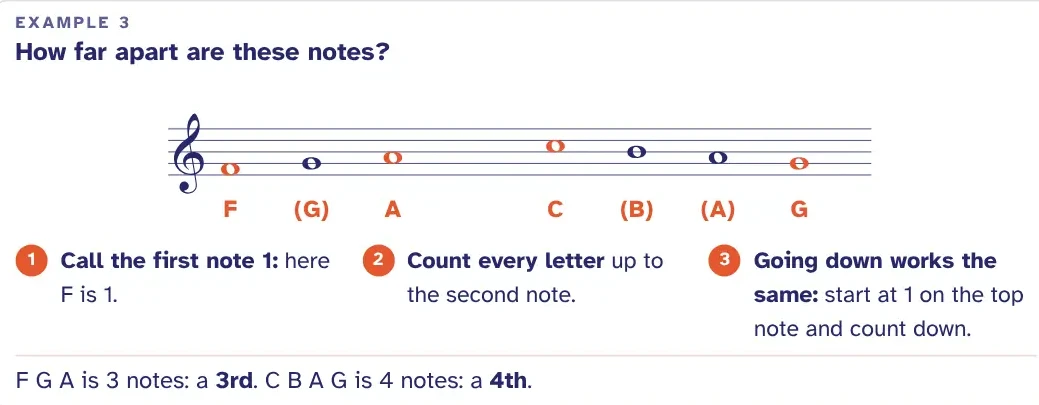 EXAMPLE 3
How far apart are these notes?
F (G) A C (B) (A) G
1 Call the first note 1: here
F is 1.
2 Count every letter up to
the second note.
3 Going down works the
same: start at 1 on the top
note and count down.
F G A is 3 notes: a 3rd. C B A G is 4 notes: a 4th.